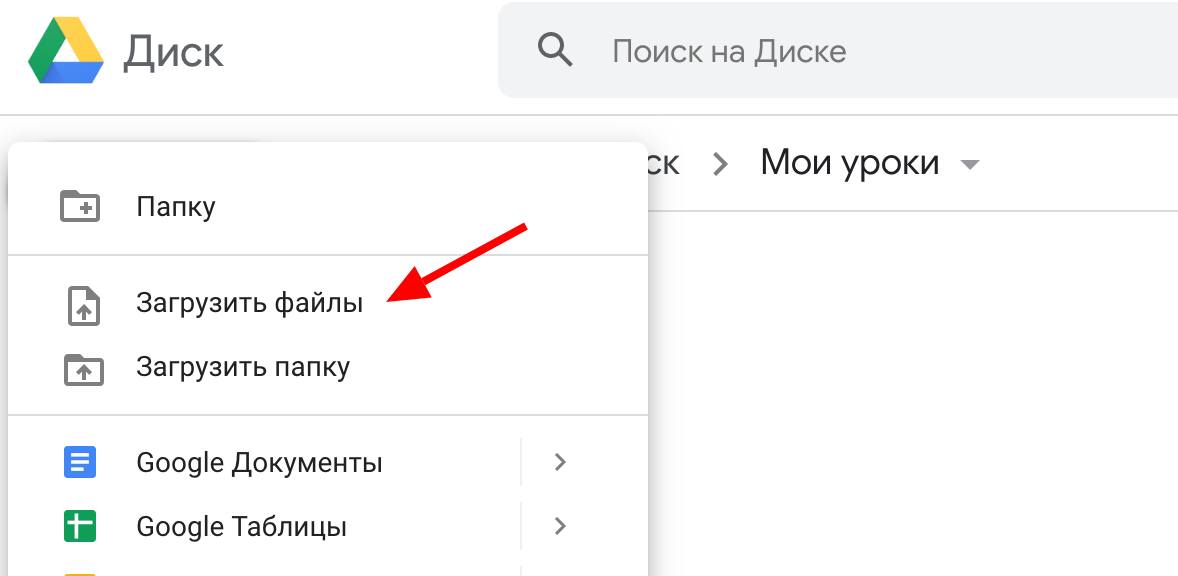 Диск
Поиск на Диске
ск > Мои уроки
Папку
Загрузить файлы
Загрузить папку
Google Документы
Google Таблицы